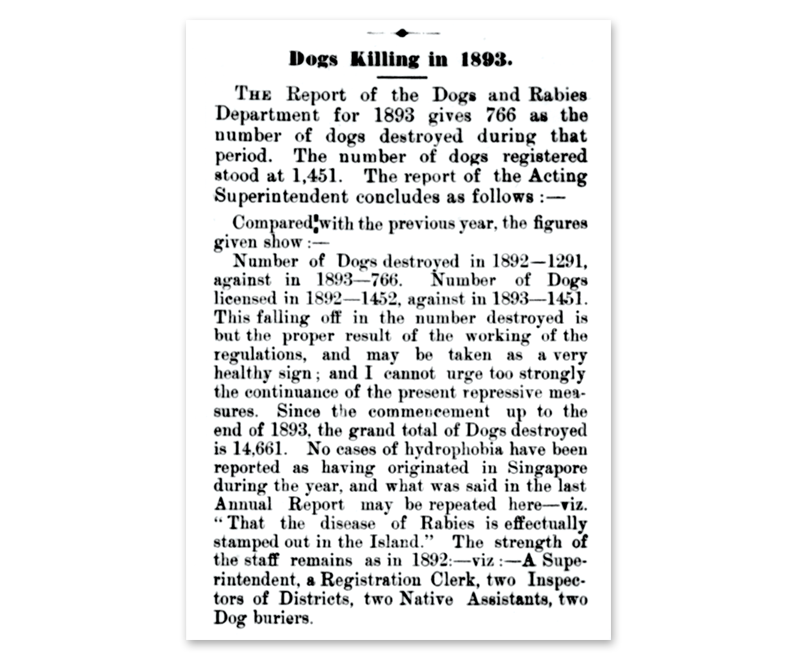 Dogs Killing in 1893.
THE Report of the Dogs and Rabies
Department for 1893 gives 766 as the
number of dogs destroyed during that
period. The number of dogs registered
stood at 1,451. The report of the Acting
Superintendent concludes as follows :—
Compared with the previous year, the figures
given show :—
Number of Dogs destroyed in 1892—1291,
against in 1893—766. Number of Dogs
licensed in 1892—1452, against in 1893—1451.
This falling off in the number destroyed is
but the proper result of the working of the
regulations, and may be taken as a very
healthy sign ; and I cannot urge too strongly
the continuance of the present repressive mea-
sures. Since the commencement up to the
end of 1893, the grand total of Dogs destroyed
is 14,661. No cases of hydrophobia have been
reported as having originated in Singapore
during the year, and what was said in the last
Annual Report may be repeated here—viz.
“ That the disease of Rabies is effectually
stamped out in the Island.” The strength of
the staff remains as in 1892:—viz :—A Supe-
rintendent, a Registration Clerk, two Inspec-
tors of Districts, two Native Assistants, two
Dog buriers.